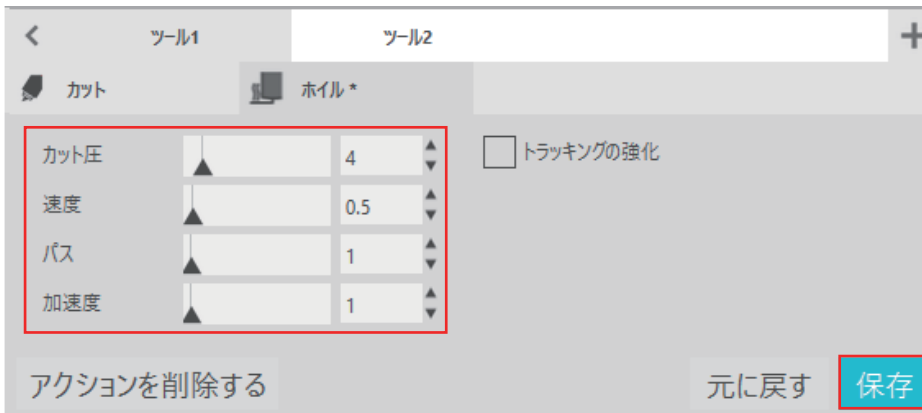 ツール1 ツール2
カット ホイル *
カット圧 4 トラッキングの強化
速度 0.5
パス 1
加速度 1
アクションを削除する 元に戻す 保存